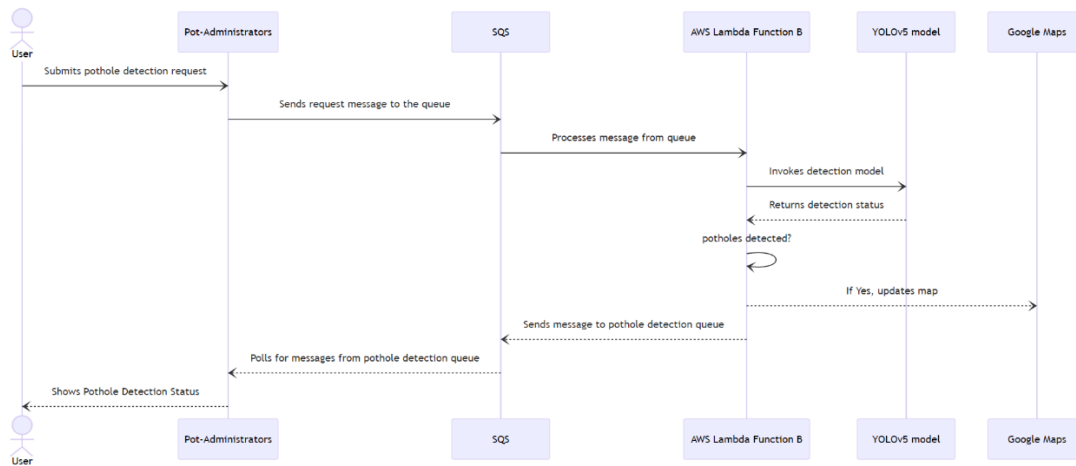 User
Pot-Administrators
SQS
AWS Lambda Function B
YOLOv5 model
Google Maps
Submits pothole detection request
Sends request message to the queue
Processes message from queue
Invokes detection model
Returns detection status
potholes detected?
If Yes, updates map
Sends message to pothole detection queue
Polls for messages from pothole detection queue
Shows Pothole Detection Status
User
Pot-Administrators
SQS
AWS Lambda Function B
YOLOv5 model
Google Maps